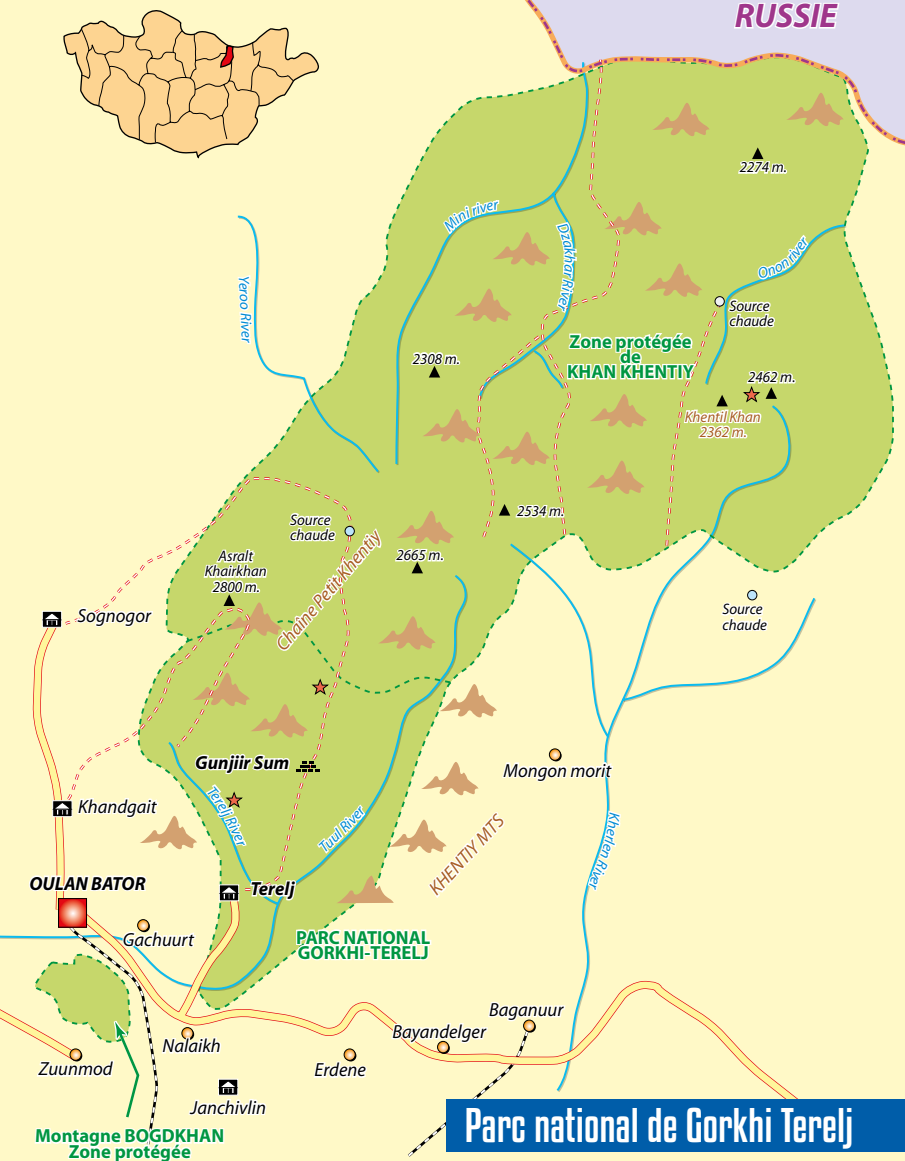 RUSSIE
2274 m.
Mini river
Dzakhar River
Onon river
Yeroo River
Source
chaude
Zone protégée
de
KHAN KHENTIY
2308 m.
2462 m.
Khentil Khan
2362 m.
2534 m.
Source
chaude
Chaîne Petit Khentiy
2665 m.
Asralt
Khairkhan
2800 m.
Source
chaude
Sognogor
Gunjiir Sum
Mongon morit
Khandgait
Terelj River
Tuul River
KHENTIY MTS
Kherlen River
OULAN BATOR
Terelj
Gachuurt
PARC NATIONAL
GORKHI-TERELJ
Baganuur
Bayandelger
Nalaikh
Erdene
Zuunmod
Janchivlin
Montagne BOGDKHAN
Zone protégée
Parc national de Gorkhi Terelj